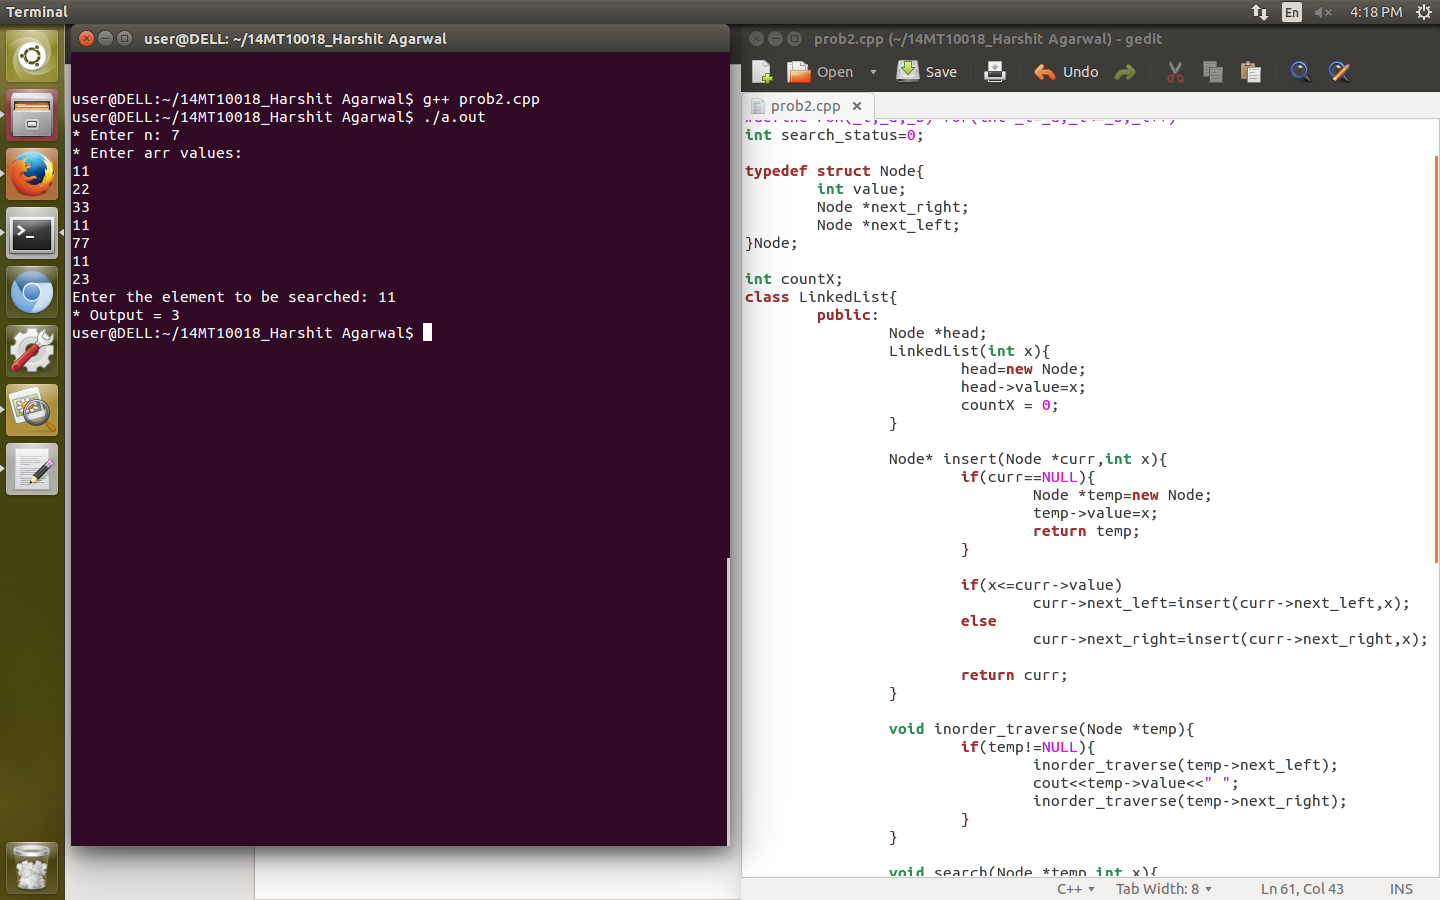 Terminal
En
4:18 PM
user@DELL: ~/14MT10018_Harshit Agarwal
user@DELL:~/14MT10018_Harshit Agarwal$ g++ prob2.cpp
user@DELL:~/14MT10018_Harshit Agarwal$ ./a.out
* Enter n: 7
* Enter arr values:
11
22
33
11
77
11
23
Enter the element to be searched: 11
* Output = 3
user@DELL:~/14MT10018_Harshit Agarwal$
prob2.cpp (~/14MT10018_Harshit Agarwal) - gedit
Open Save Undo
prob2.cpp
int search_status=0;
typedef struct Node{
int value;
Node *next_right;
Node *next_left;
}Node;
int countX;
class LinkedList{
public:
Node *head;
LinkedList(int x){
head=new Node;
head->value=x;
countX = 0;
}
Node* insert(Node *curr,int x){
if(curr==NULL){
Node *temp=new Node;
temp->value=x;
return temp;
}
if(x<=curr->value)
curr->next_left=insert(curr->next_left,x);
else
curr->next_right=insert(curr->next_right,x);
return curr;
}
void inorder_traverse(Node *temp){
if(temp!=NULL){
inorder_traverse(temp->next_left);
cout<<temp->value<<" ";
inorder_traverse(temp->next_right);
}
}
void search(Node *temp,int x){
C++ Tab Width: 8 Ln 61, Col 43 INS